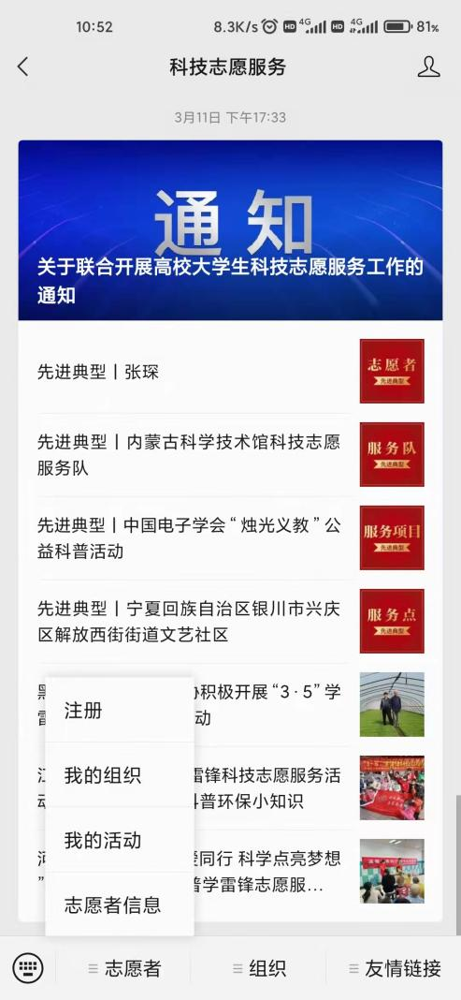 10:52
8.3K/s HD 4G HD 4G 81%
科技志愿服务
3月11日 下午17:33
通知
关于联合开展高校大学生科技志愿服务工作的
通知
先进典型丨张琛
志愿者
先进典型
先进典型丨内蒙古科学技术馆科技志愿
服务队
服务队
先进典型
先进典型丨中国电子学会“烛光义教”公
益科普活动
服务项目
先进典型
先进典型丨宁夏回族自治区银川市兴庆
区解放西街街道文艺社区
服务点
先进典型
积极开展“3·5”学
动
雷锋科技志愿服务活
普环保小知识
同行 科学点亮梦想
”
普学雷锋志愿服...
注册
我的组织
我的活动
志愿者信息
志愿者
组织
友情链接